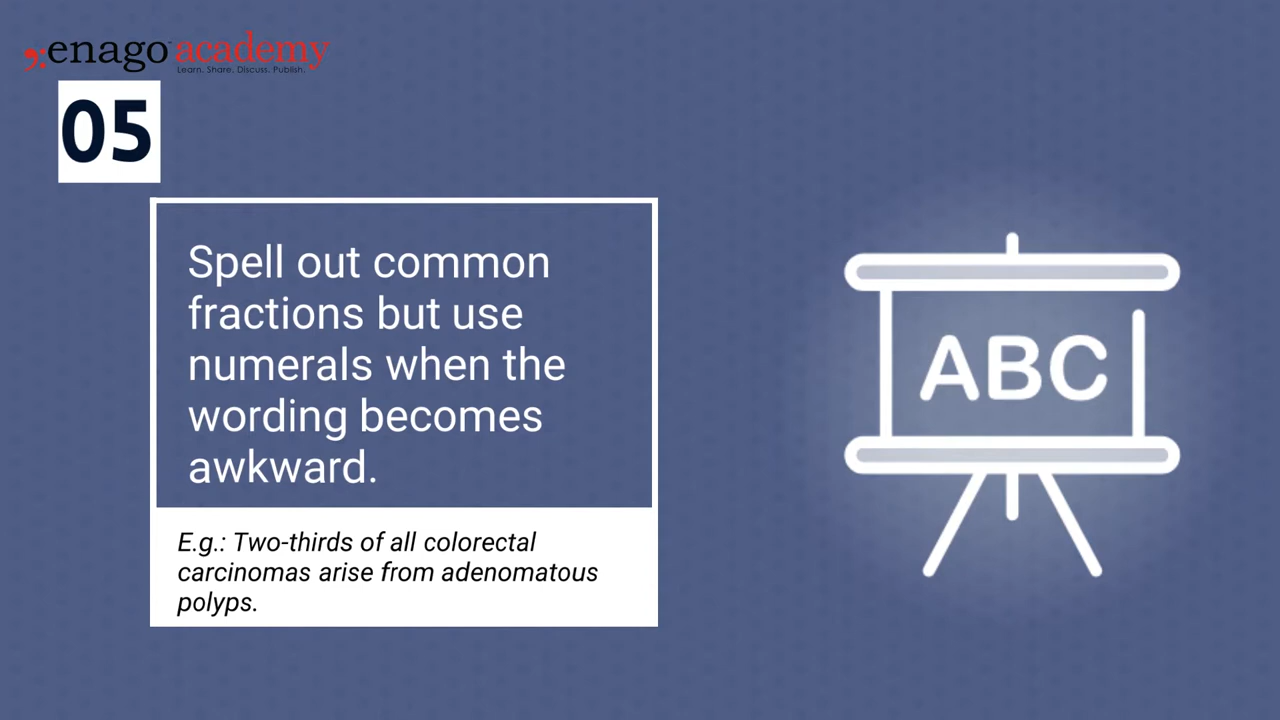 enago academy
Learn. Share. Discuss. Publish.
05
Spell out common
fractions but use
numerals when the
wording becomes
awkward.
E.g.: Two-thirds of all colorectal
carcinomas arise from adenomatous
polyps.
ABC